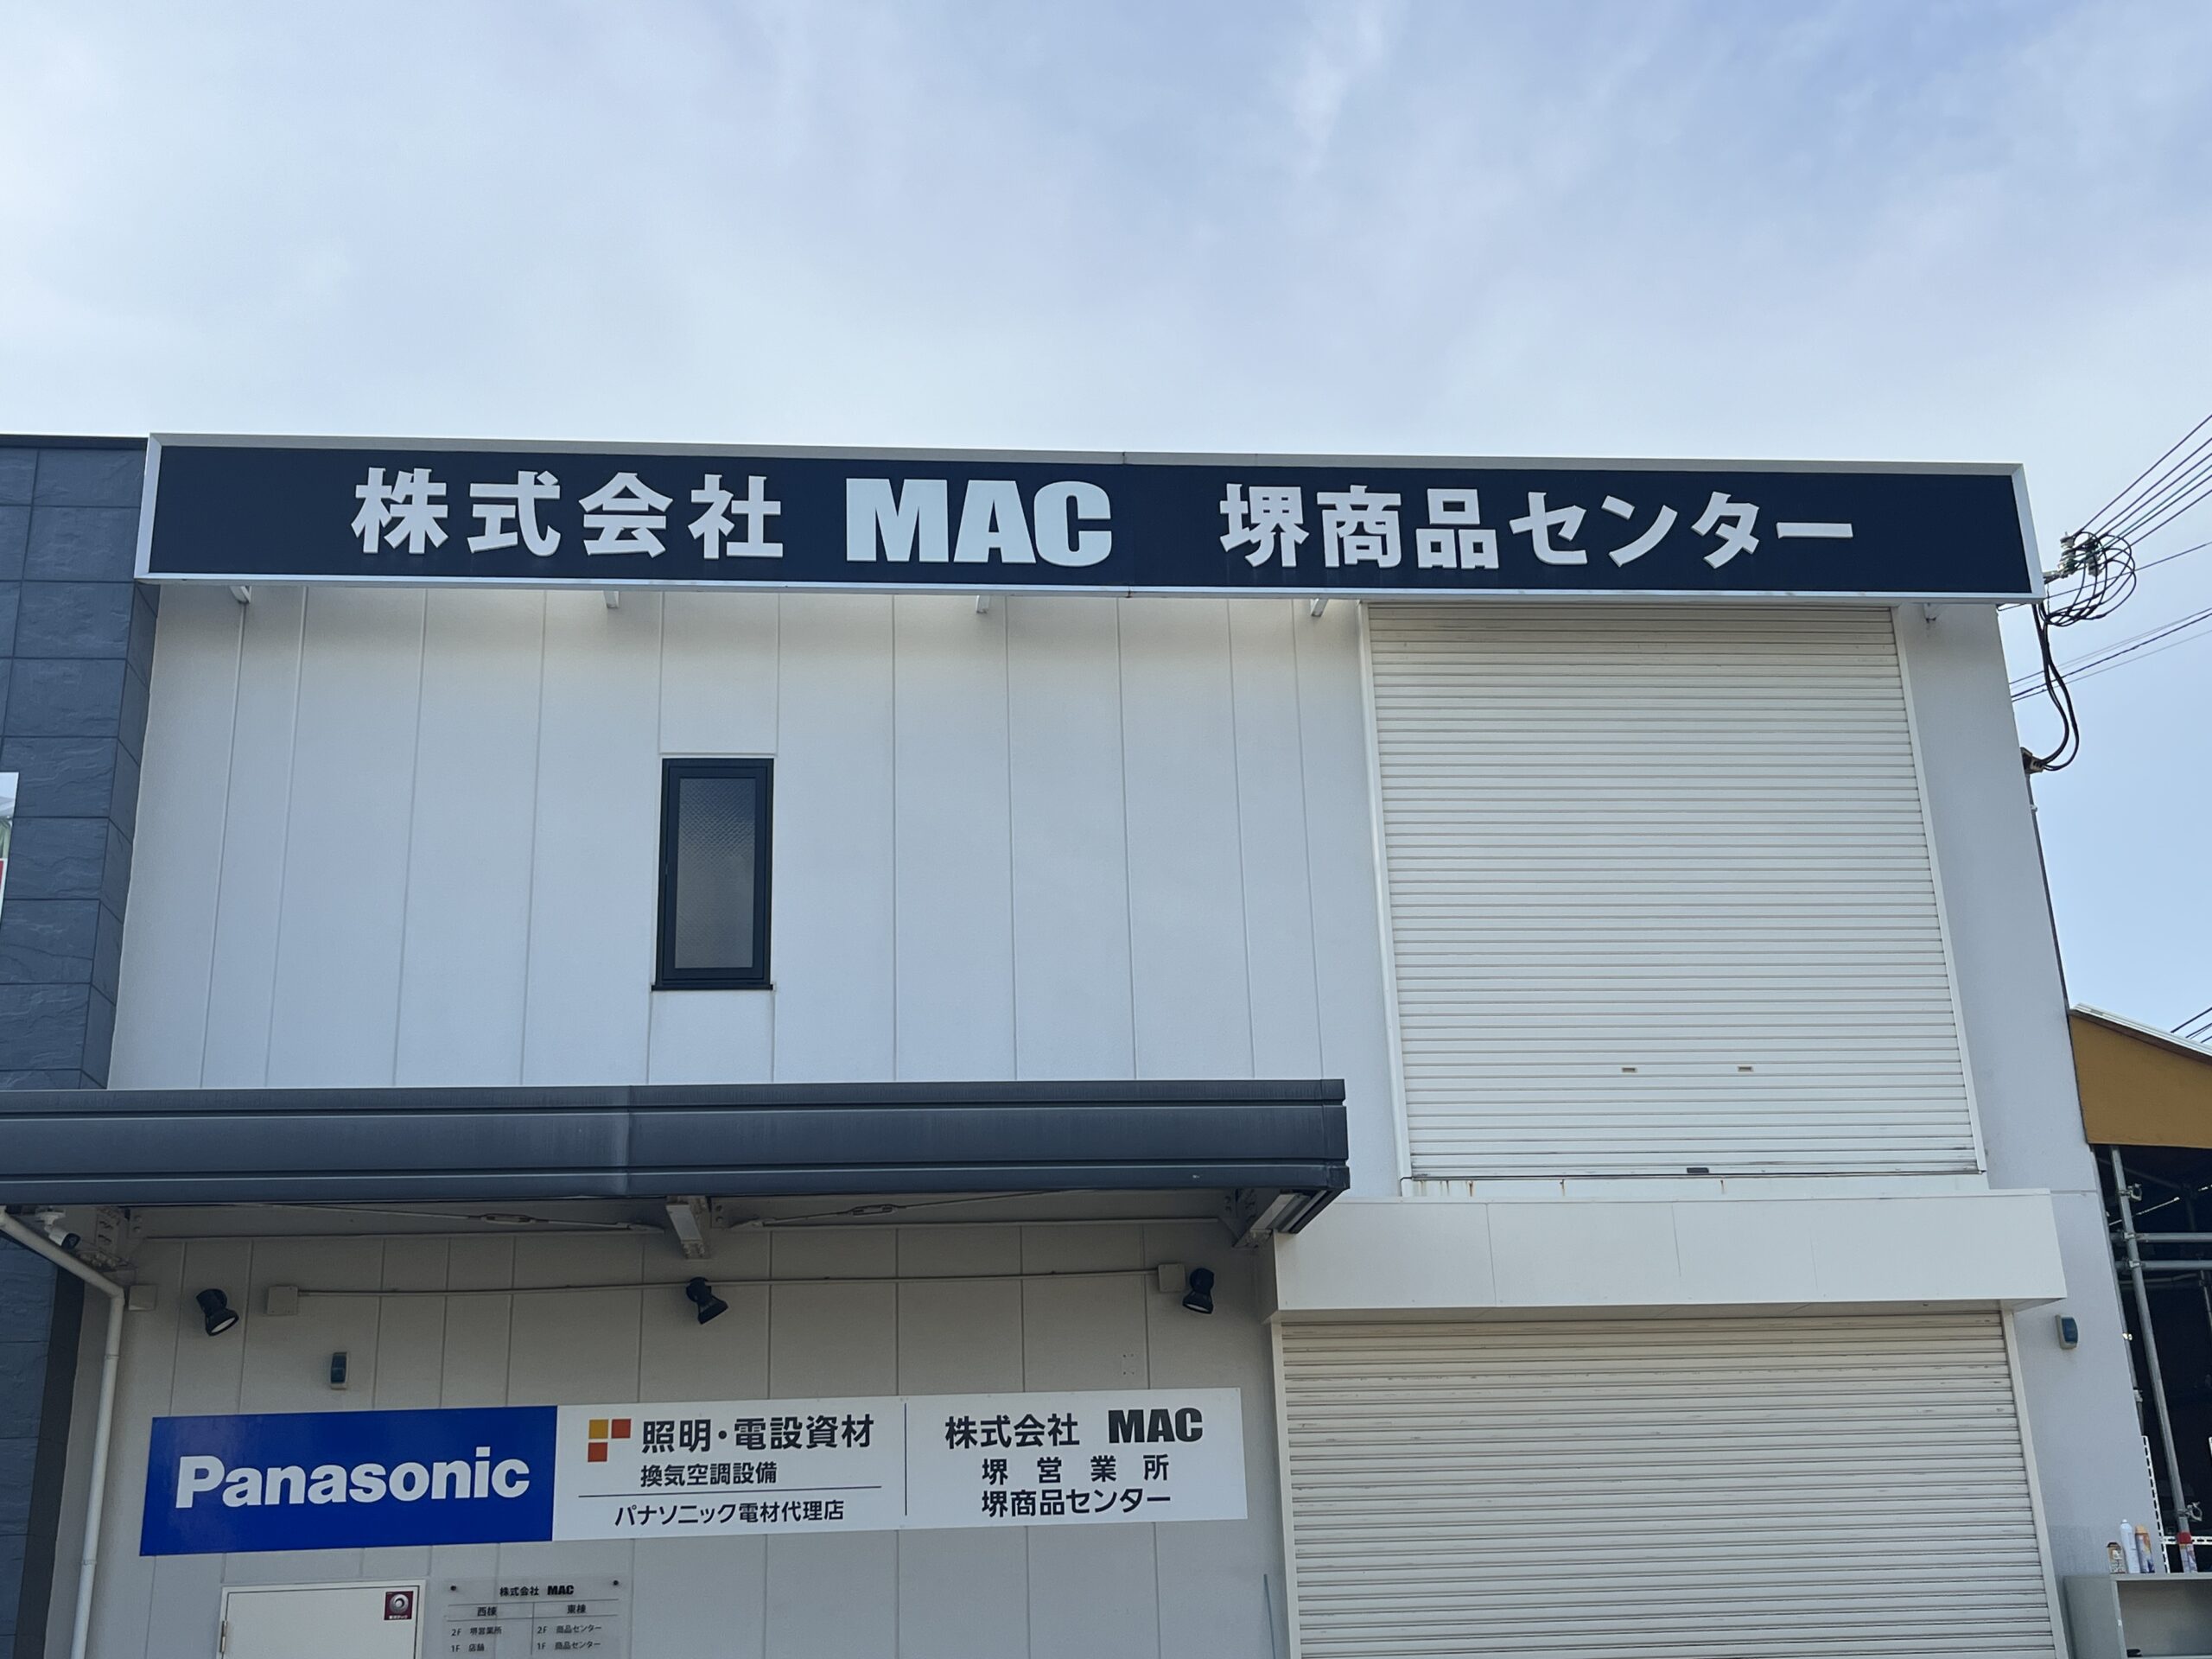 株式会社 MAC 堺商品センター
Panasonic
照明・電設資材
換気空調設備
パナソニック電材代理店
株式会社 MAC
堺営業所
堺商品センター
株式会社 MAC
西棟 東棟
2F 堺営業所 2F 商品センター
1F 店舗 1F 商品センター